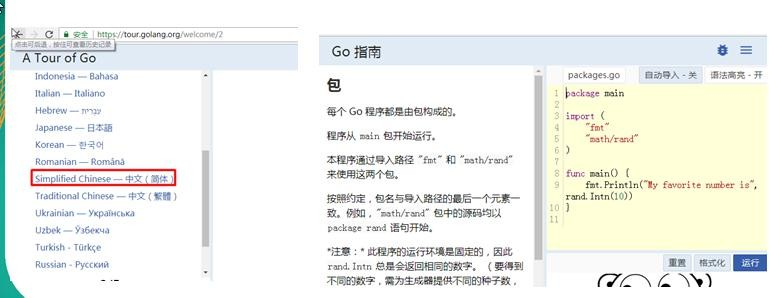 安全 | https://tour.golang.org/welcome/2
点击可后退，按住可查看历史记录
A Tour of Go
Indonesia — Bahasa
Italian — Italiano
Hebrew — עִבְרִית
Japanese — 日本語
Korean — 한국어
Romanian — Română
Simplified Chinese — 中文（简体）
Traditional Chinese — 中文（繁體）
Ukrainian — Українська
Uzbek — Ўзбекча
Turkish - Türkçe
Russian - Русский
Go 指南
包
每个 Go 程序都是由包构成的。
程序从 main 包开始运行。
本程序通过导入路径 "fmt" 和 "math/rand"
来使用这两个包。
按照约定，包名与导入路径的最后一个元素一
致。例如，"math/rand" 包中的源码均以
package rand 语句开始。
*注意：* 此程序的运行环境是固定的，因此
rand.Intn 总是会返回相同的数字。（要得到
不同的数字，需为生成器提供不同的种子数，
packages.go
自动导入 - 关
语法高亮 - 开
1 package main
2
3 import (
4 "fmt"
5 "math/rand"
6 )
7
8 func main() {
9 fmt.Println("My favorite number is",
rand.Intn(10))
10 }
11
重置
格式化
运行